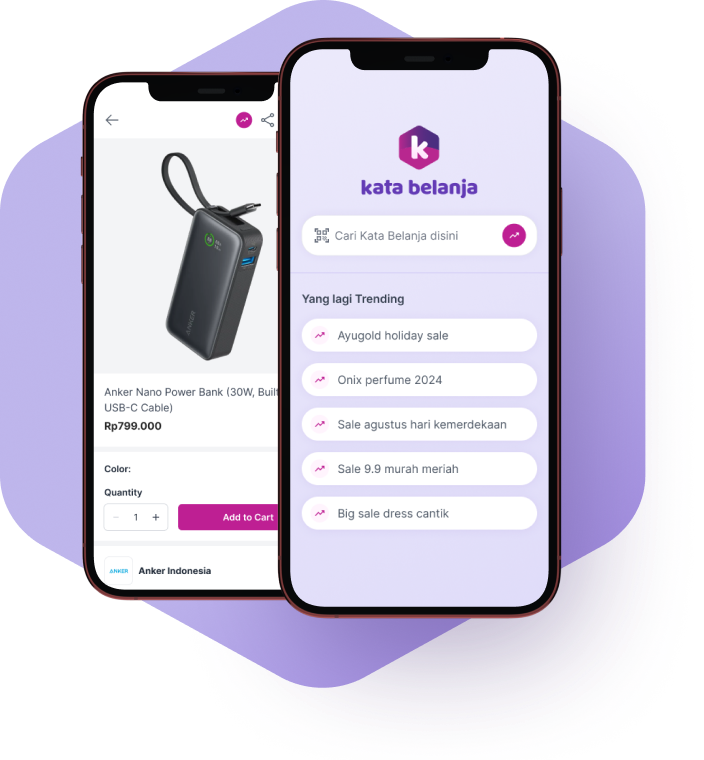 Anker Nano Power Bank (30W, Built
USB-C Cable)
Rp799.000
Color:
Quantity
1
Add to Cart
ANKER
Anker Indonesia
ANKER
k
kata belanja
Cari Kata Belanja disini
Yang lagi Trending
Ayugold holiday sale
Onix perfume 2024
Sale agustus hari kemerdekaan
Sale 9.9 murah meriah
Big sale dress cantik